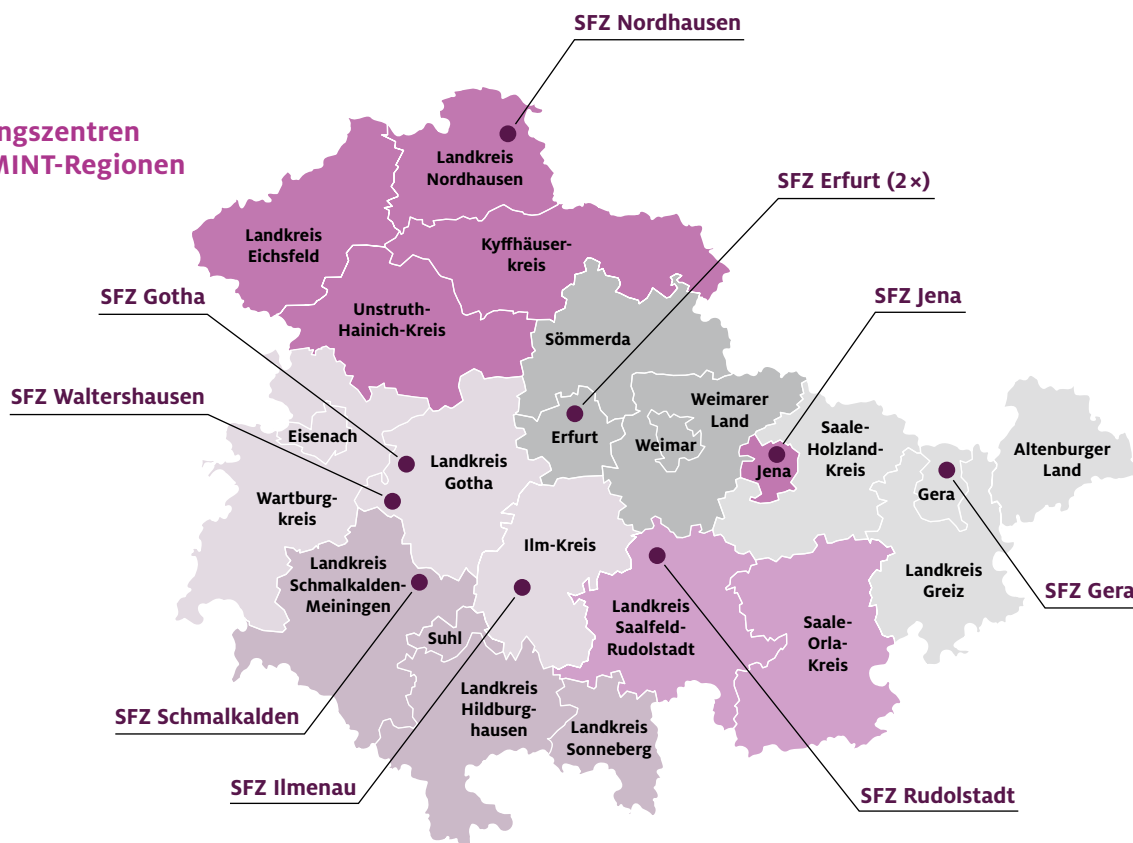 SFZ Nordhausen
ngszentren
MINT-Regionen
Landkreis
Nordhausen
SFZ Erfurt (2×)
Landkreis
Eichsfeld
Kyffhäuser-
kreis
SFZ Gotha
SFZ Jena
Unstruth-
Hainich-Kreis
Sömmerda
SFZ Waltershausen
Weimarer
Land
Eisenach
Erfurt
Weimar
Saale-
Holzland-
Kreis
Altenburger
Land
Landkreis
Gotha
Jena
Gera
Wartburg-
kreis
Ilm-Kreis
Landkreis
Schmalkalden-
Meiningen
Landkreis
Greiz
SFZ Gera
Landkreis
Saalfeld-
Rudolstadt
Saale-
Orla-
Kreis
Suhl
Landkreis
Hildburg-
hausen
SFZ Schmalkalden
Landkreis
Sonneberg
SFZ Ilmenau
SFZ Rudolstadt